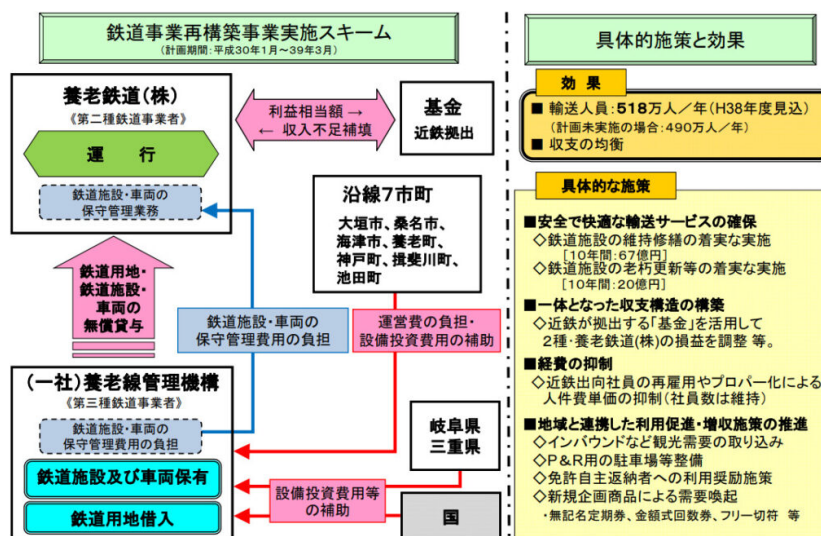 鉄道事業再構築事業実施スキーム
(計画期間:平成30年1月～39年3月)
養老鉄道(株)
《第二種鉄道事業者》
運 行
鉄道施設・車両の
保守管理業務
利益相当額 →
← 収入不足補填
基金
近鉄拠出
沿線7市町
大垣市、桑名市、
海津市、養老町、
神戸町、揖斐川町、
池田町
鉄道用地・
鉄道施設・
車両の
無償貸与
鉄道施設・車両の
保守管理費用の負担
運営費の負担・
設備投資費用の補助
(一社)養老線管理機構
《第三種鉄道事業者》
鉄道施設・車両の
保守管理費用の負担
鉄道施設及び車両保有
鉄道用地借入
岐阜県
三重県
設備投資費用等
の補助
国
具体的施策と効果
効 果
■ 輸送人員:518万人／年(H38年度見込)
(計画未実施の場合:490万人／年)
■ 収支の均衡
具体的な施策
■安全で快適な輸送サービスの確保
◇鉄道施設の維持修繕の着実な実施
[10年間:67億円]
◇鉄道施設の老朽更新等の着実な実施
[10年間:20億円]
■一体となった収支構造の構築
◇近鉄が拠出する「基金」を活用して
2種・養老鉄道(株)の損益を調整 等。
■経費の抑制
◇近鉄出向社員の再雇用やプロパー化による
人件費単価の抑制(社員数は維持)
■地域と連携した利用促進・増収施策の推進
◇インバウンドなど観光需要の取り込み
◇P＆R用の駐車場等整備
◇免許自主返納者への利用奨励施策
◇新規企画商品による需要喚起
・無記名定期券、金額式回数券、フリー切符 等